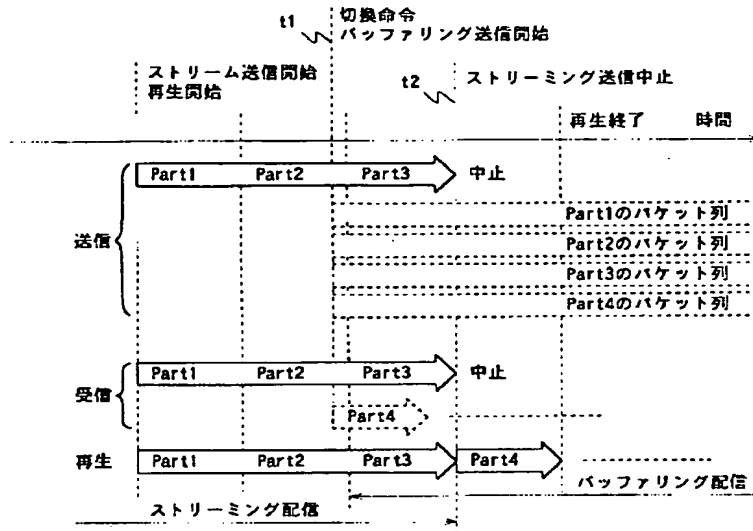 t1
切換命令
バッファリング送信開始
ストリーム送信開始
再生開始
t2
ストリーミング送信中止
再生終了
時間
Part1 Part2 Part3 中止
送信
Part1のパケット列
Part2のパケット列
Part3のパケット列
Part4のパケット列
受信
Part1 Part2 Part3 中止
Part4
再生 Part1 Part2 Part3 Part4
バッファリング配信
ストリーミング配信